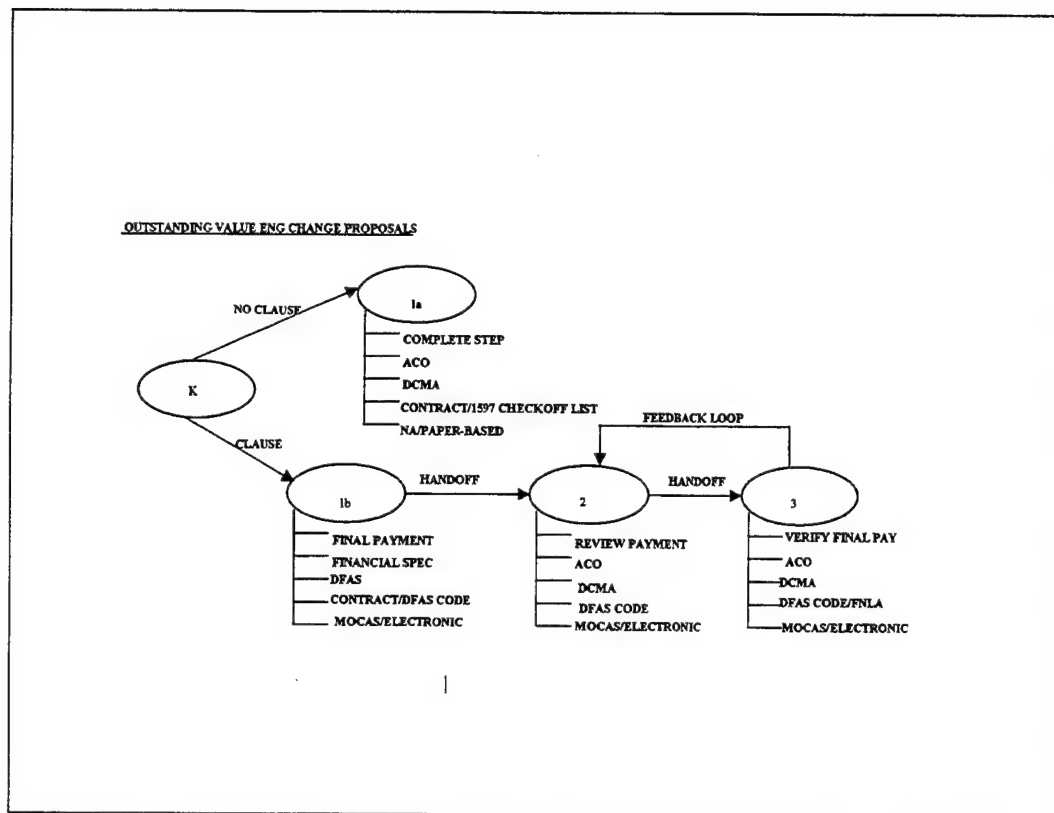 OUTSTANDING VALUE ENG CHANGE PROPOSALS
1a
NO CLAUSE
COMPLETE STEP
ACO
DCMA
CONTRACT/1597 CHECKOFF LIST
NA/PAPER-BASED
K
CLAUSE
FEEDBACK LOOP
1b
HANDOFF
2
HANDOFF
3
FINAL PAYMENT
FINANCIAL SPEC
DFAS
CONTRACT/DFAS CODE
MOCAS/ELECTRONIC
REVIEW PAYMENT
ACO
DCMA
DFAS CODE
MOCAS/ELECTRONIC
VERIFY FINAL PAY
ACO
DCMA
DFAS CODE/FNLA
MOCAS/ELECTRONIC